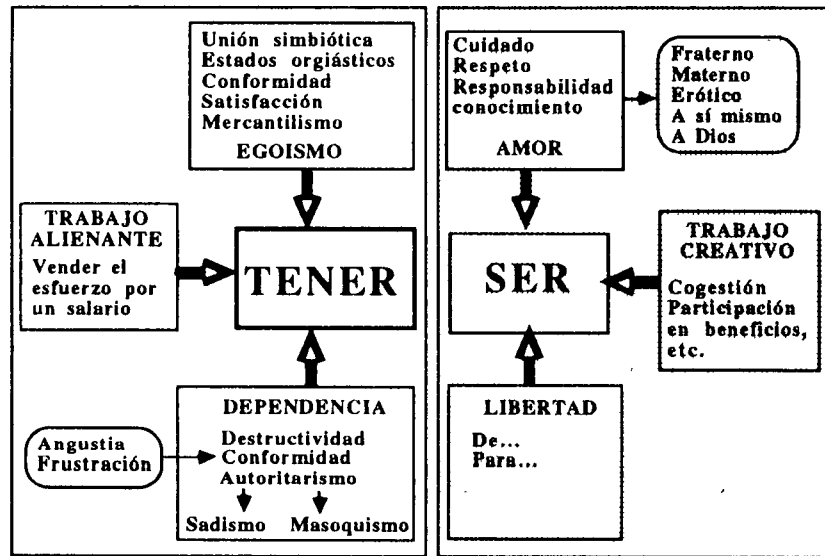 Unión simbiótica
Estados orgiásticos
Conformidad
Satisfacción
Mercantilismo
EGOISMO
TRABAJO
ALIENANTE
Vender el
esfuerzo por
un salario
TENER
DEPENDENCIA
Destructividad
Conformidad
Autoritarismo
Sadismo Masoquismo
Angustia
Frustración
Cuidado
Respeto
Responsabilidad
conocimiento
AMOR
Fraterno
Materno
Erótico
A sí mismo
A Dios
SER
TRABAJO
CREATIVO
Cogestión
Participación
en beneficios,
etc.
LIBERTAD
De...
Para...